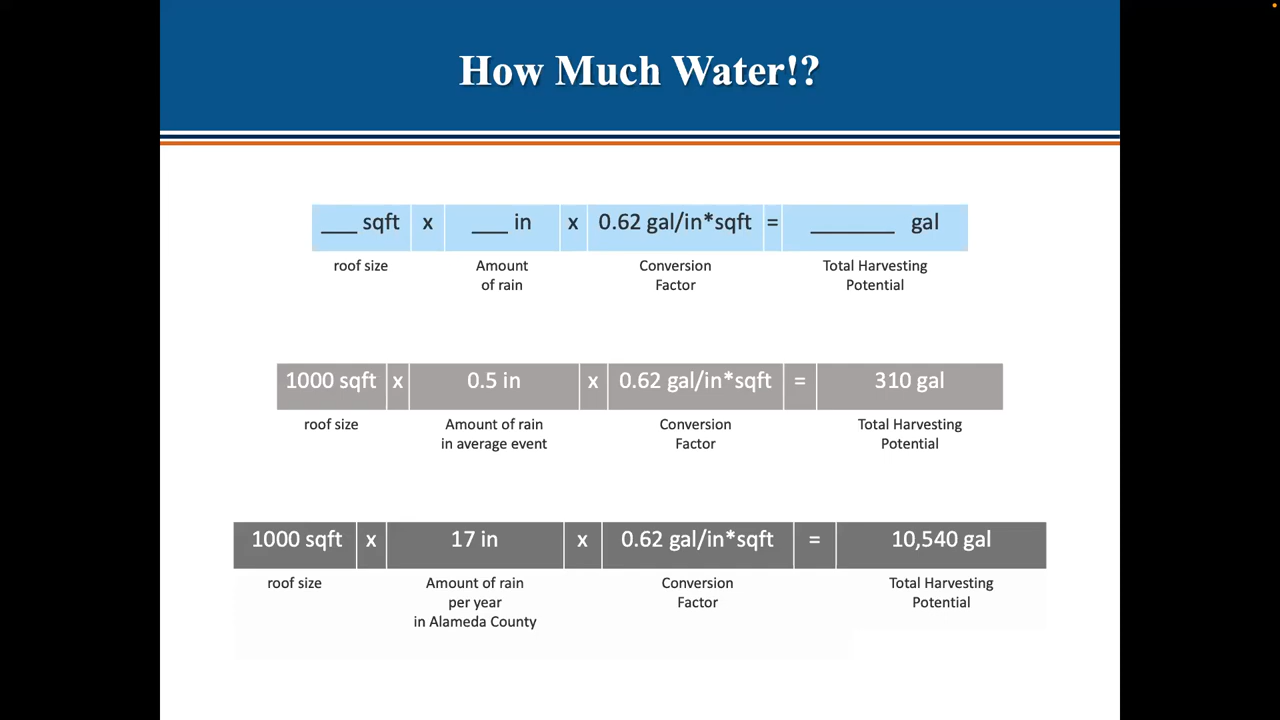 How Much Water!?
___ sqft x ___ in x 0.62 gal/in*sqft = _______ gal
roof size Amount Conversion Total Harvesting
of rain Factor Potential
1000 sqft x 0.5 in x 0.62 gal/in*sqft = 310 gal
roof size Amount of rain Conversion Total Harvesting
in average event Factor Potential
1000 sqft x 17 in x 0.62 gal/in*sqft = 10,540 gal
roof size Amount of rain Conversion Total Harvesting
per year Factor Potential
in Alameda County